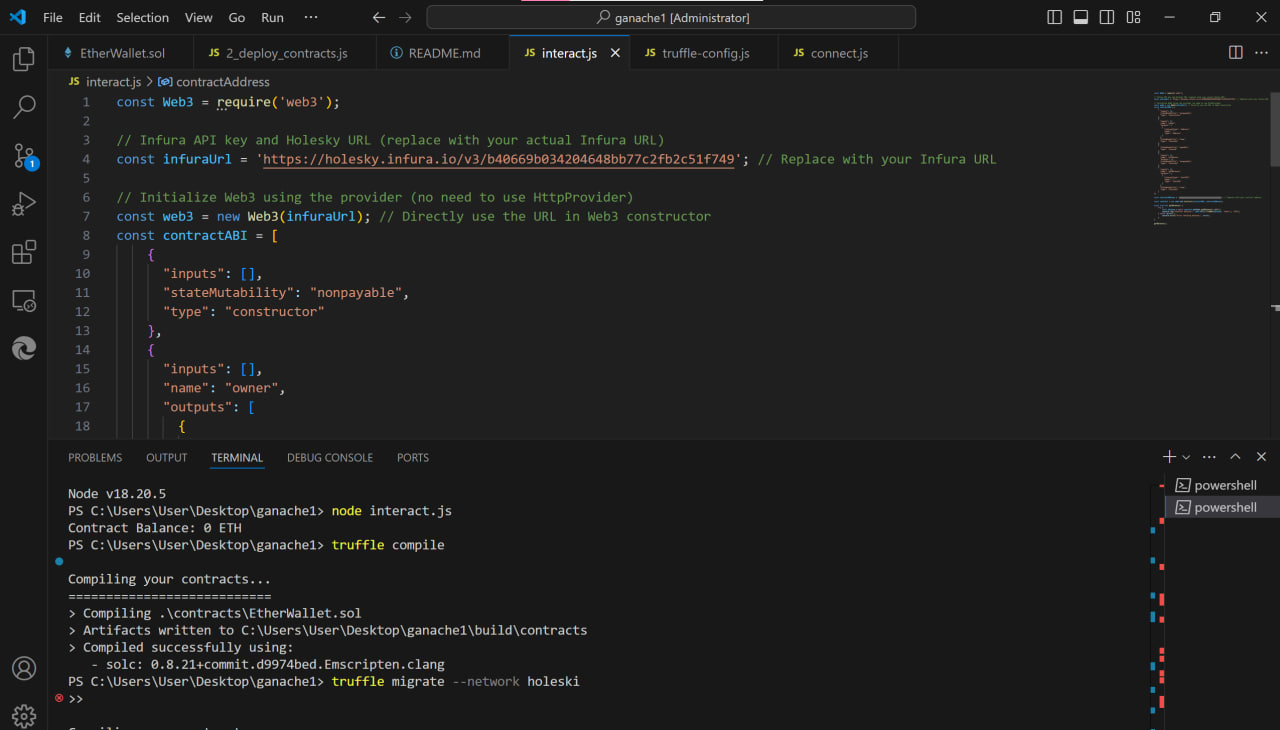 File Edit Selection View Go Run ··· ganache1 [Administrator]
EtherWallet.sol JS 2_deploy_contracts.js README.md JS interact.js JS truffle-config.js JS connect.js
JS interact.js > contractAddress
1 const Web3 = require('web3');
2
3 // Infura API key and Holesky URL (replace with your actual Infura URL)
4 const infuraUrl = 'https://holesky.infura.io/v3/b40669b034204648bb77c2fb2c51f749'; // Replace with your Infura URL
5
6 // Initialize Web3 using the provider (no need to use HttpProvider)
7 const web3 = new Web3(infuraUrl); // Directly use the URL in Web3 constructor
8 const contractABI = [
9 {
10 "inputs": [],
11 "stateMutability": "nonpayable",
12 "type": "constructor"
13 },
14 {
15 "inputs": [],
16 "name": "owner",
17 "outputs": [
18 {
1
PROBLEMS OUTPUT TERMINAL DEBUG CONSOLE PORTS
powershell
powershell
Node v18.20.5
PS C:\Users\User\Desktop\ganache1> node interact.js
Contract Balance: 0 ETH
PS C:\Users\User\Desktop\ganache1> truffle compile
Compiling your contracts...
===========================
> Compiling .\contracts\EtherWallet.sol
> Artifacts written to C:\Users\User\Desktop\ganache1\build\contracts
> Compiled successfully using:
- solc: 0.8.21+commit.d9974bed.Emscripten.clang
PS C:\Users\User\Desktop\ganache1> truffle migrate --network holeski
>>